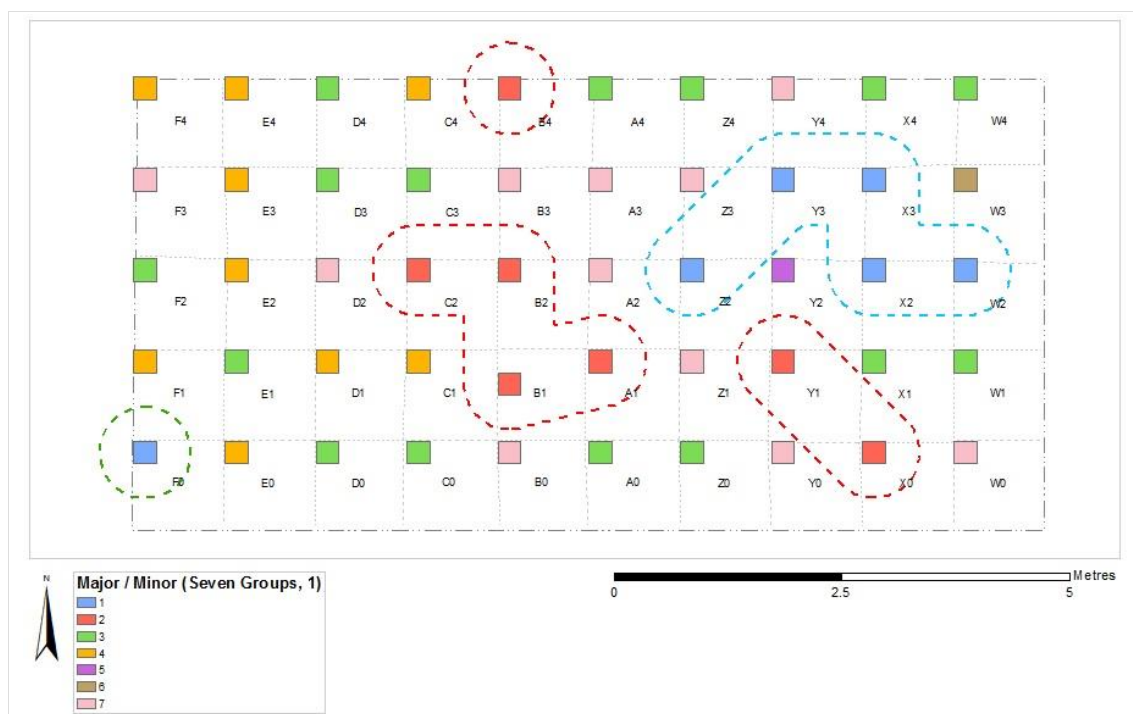 F4 E4 D4 C4 B4 A4 Z4 Y4 X4 W4
F3 E3 D3 C3 B3 A3 Z3 Y3 X3 W3
F2 E2 D2 C2 B2 A2 Z2 Y2 X2 W2
F1 E1 D1 C1 B1 A1 Z1 Y1 X1 W1
F0 E0 D0 C0 B0 A0 Z0 Y0 X0 W0
N
Major / Minor (Seven Groups, 1)
1
2
3
4
5
6
7
Metres
0 2.5 5